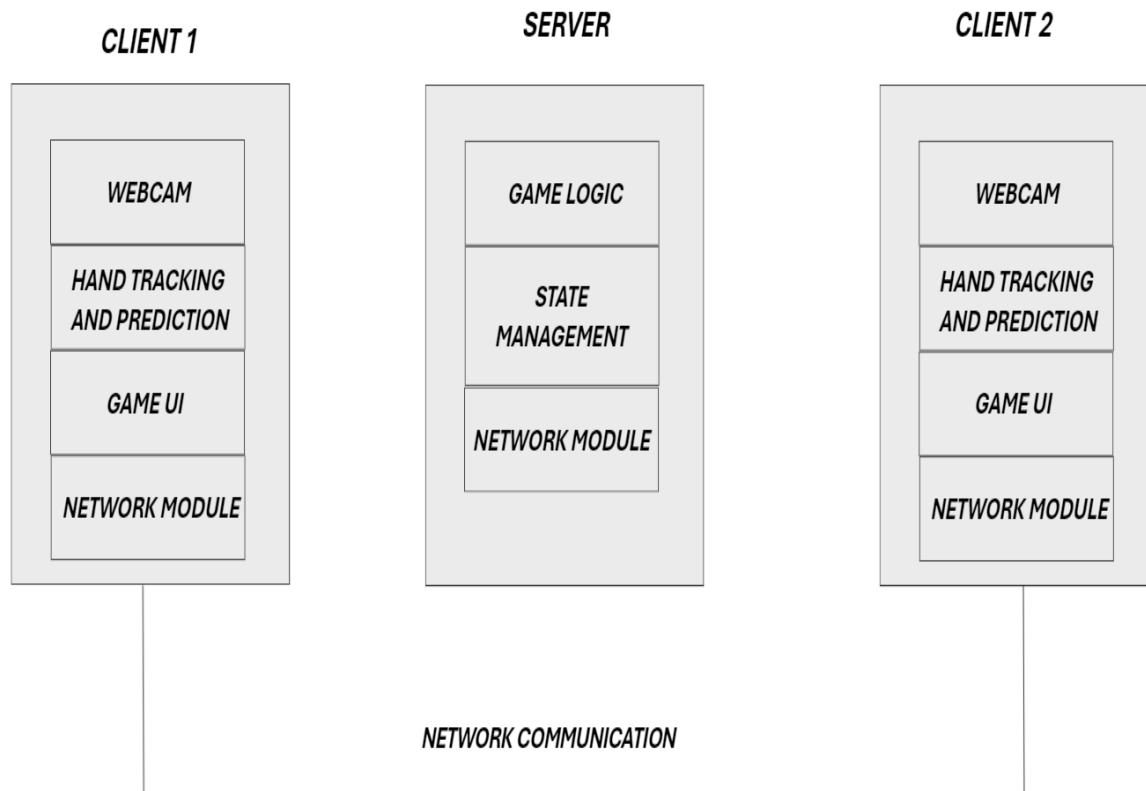 CLIENT 1
WEBCAM
HAND TRACKING
AND PREDICTION
GAME UI
NETWORK MODULE
SERVER
GAME LOGIC
STATE
MANAGEMENT
NETWORK MODULE
CLIENT 2
WEBCAM
HAND TRACKING
AND PREDICTION
GAME UI
NETWORK MODULE
NETWORK COMMUNICATION